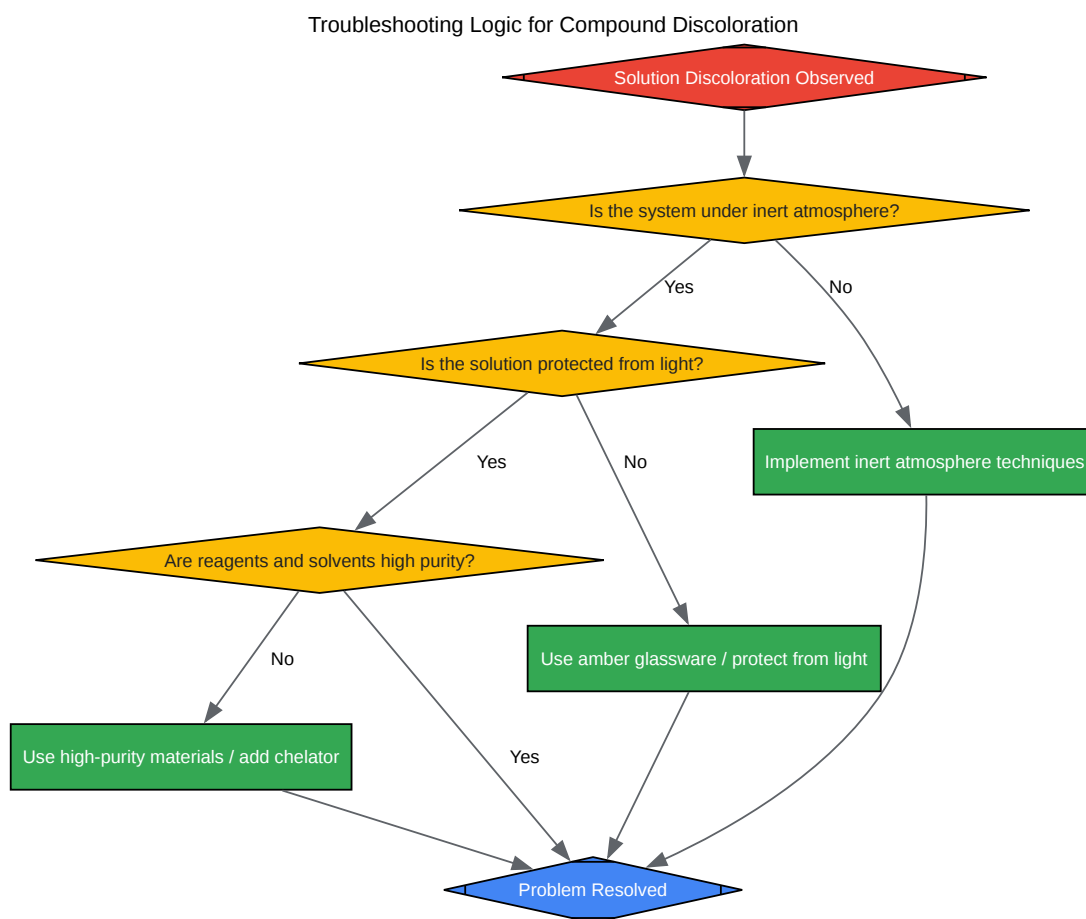 Troubleshooting Logic for Compound Discoloration
Solution Discoloration Observed
Is the system under inert atmosphere?
Yes
No
Is the solution protected from light?
Yes
No
Implement inert atmosphere techniques
Are reagents and solvents high purity?
No
Use amber glassware / protect from light
Use high-purity materials / add chelator
Yes
Problem Resolved